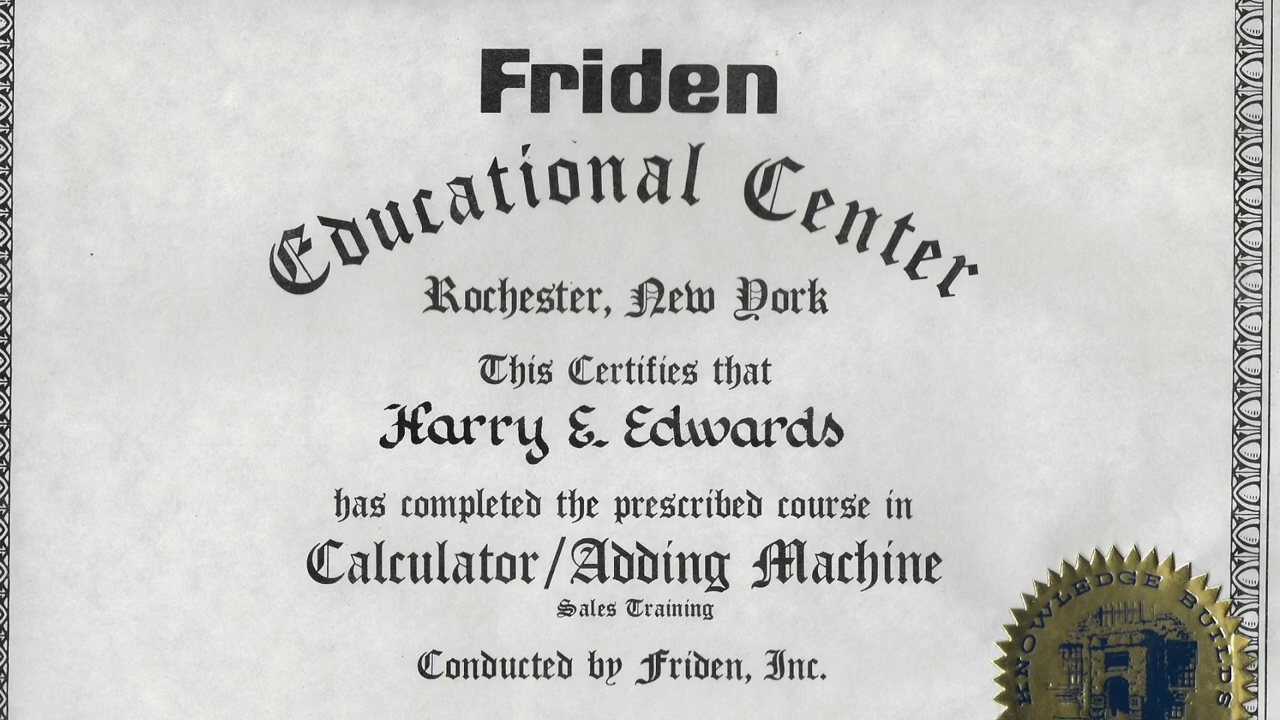 Friden
Educational Center
Rochester, New York
This Certifies that
Harry E. Edwards
has completed the prescribed course in
Calculator/Adding Machine
Sales Training
Conducted by Friden, Inc.
KNOWLEDGE BUILDS